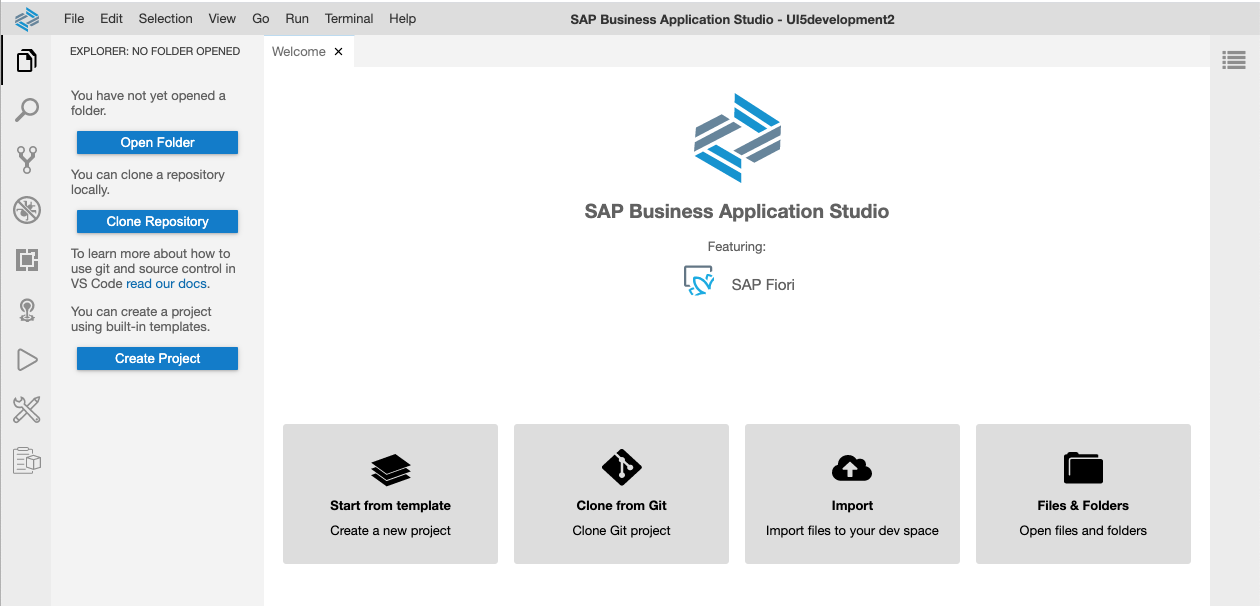 File Edit Selection View Go Run Terminal Help
SAP Business Application Studio - UI5development2
EXPLORER: NO FOLDER OPENED
You have not yet opened a
folder.
Open Folder
You can clone a repository
locally.
Clone Repository
To learn more about how to
use git and source control in
VS Code read our docs.
You can create a project
using built-in templates.
Create Project
Welcome
SAP Business Application Studio
Featuring:
SAP Fiori
Start from template
Create a new project
Clone from Git
Clone Git project
Import
Import files to your dev space
Files & Folders
Open files and folders